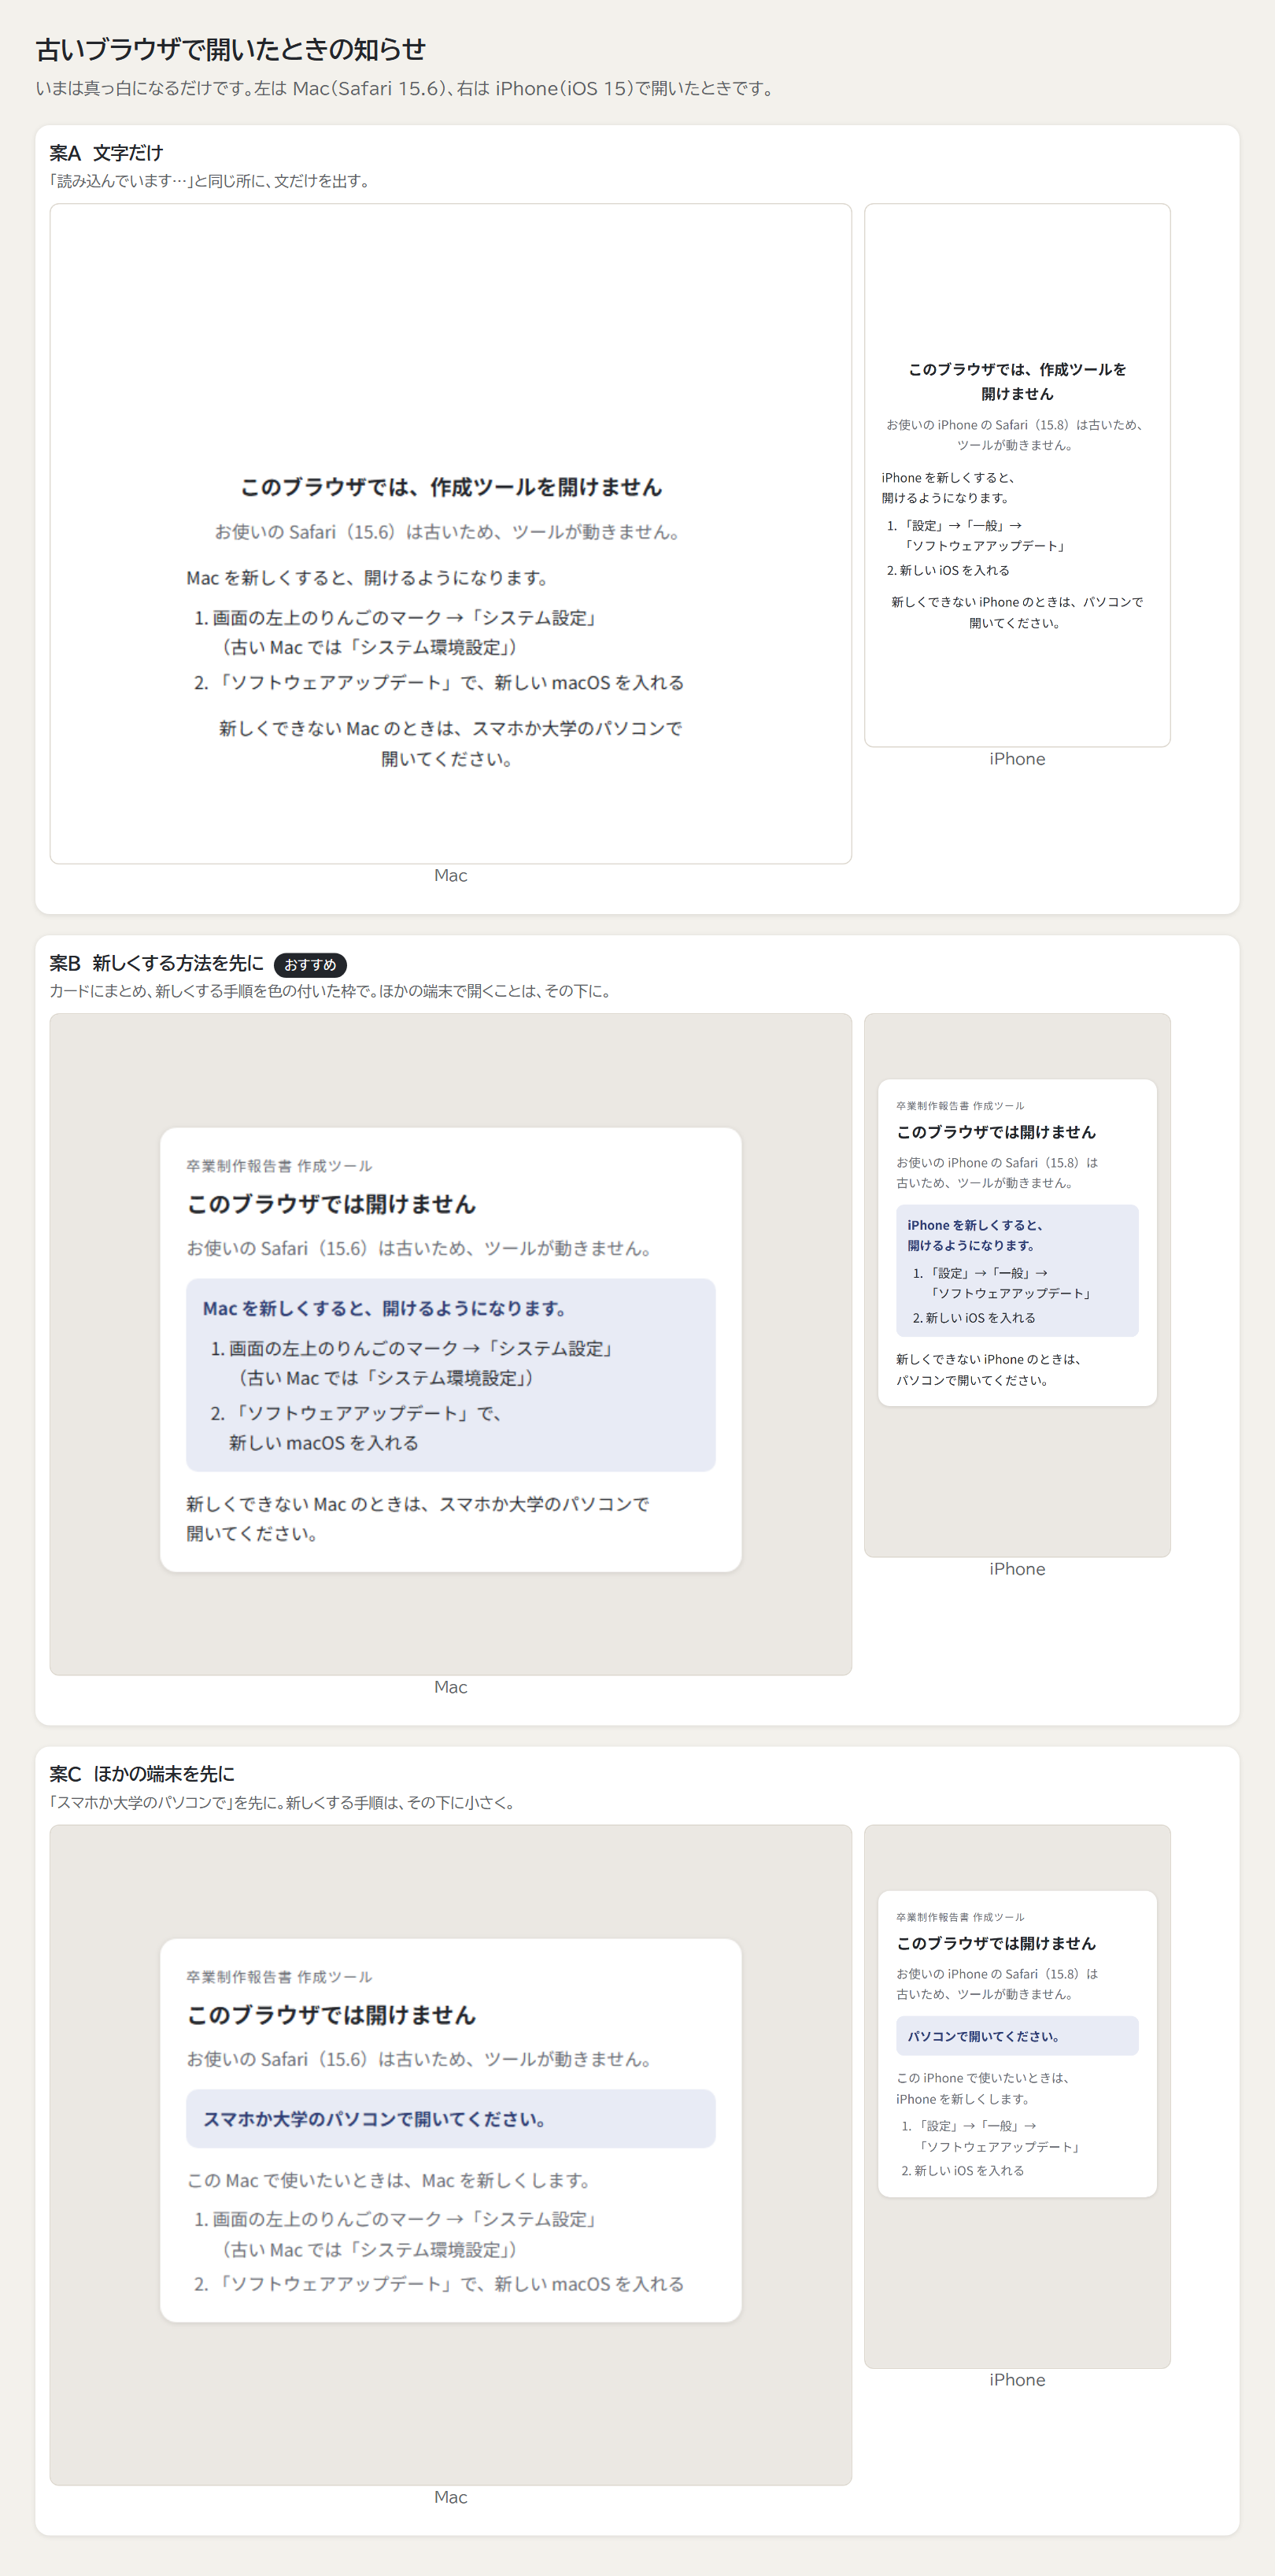 古いブラウザで開いたときの知らせ
いまは真っ白になるだけです。左は Mac(Safari 15.6)、右は iPhone(iOS 15)で開いたときです。
案A 文字だけ
「読み込んでいます…」と同じ所に、文だけを出す。
このブラウザでは、作成ツールを開けません
お使いの Safari（15.6）は古いため、ツールが動きません。
Mac を新しくすると、開けるようになります。
1. 画面の左上のりんごのマーク →「システム設定」
（古い Mac では「システム環境設定」）
2. 「ソフトウェアアップデート」で、新しい macOS を入れる
新しくできない Mac のときは、スマホか大学のパソコンで
開いてください。
Mac
このブラウザでは、作成ツールを
開けません
お使いの iPhone の Safari（15.8）は古いため、
ツールが動きません。
iPhone を新しくすると、
開けるようになります。
1. 「設定」→「一般」→
「ソフトウェアアップデート」
2. 新しい iOS を入れる
新しくできない iPhone のときは、パソコンで
開いてください。
iPhone
案B 新しくする方法を先に おすすめ
カードにまとめ、新しくする手順を色の付いた枠で。ほかの端末で開くことは、その下に。
卒業制作報告書 作成ツール
このブラウザでは開けません
お使いの Safari（15.6）は古いため、ツールが動きません。
Mac を新しくすると、開けるようになります。
1. 画面の左上のりんごのマーク →「システム設定」
（古い Mac では「システム環境設定」）
2. 「ソフトウェアアップデート」で、
新しい macOS を入れる
新しくできない Mac のときは、スマホか大学のパソコンで
開いてください。
Mac
卒業制作報告書 作成ツール
このブラウザでは開けません
お使いの iPhone の Safari（15.8）は
古いため、ツールが動きません。
iPhone を新しくすると、
開けるようになります。
1. 「設定」→「一般」→
「ソフトウェアアップデート」
2. 新しい iOS を入れる
新しくできない iPhone のときは、
パソコンで開いてください。
iPhone
案C ほかの端末を先に
「スマホか大学のパソコンで」を先に。新しくする手順は、その下に小さく。
卒業制作報告書 作成ツール
このブラウザでは開けません
お使いの Safari（15.6）は古いため、ツールが動きません。
スマホか大学のパソコンで開いてください。
この Mac で使いたいときは、Mac を新しくします。
1. 画面の左上のりんごのマーク →「システム設定」
（古い Mac では「システム環境設定」）
2. 「ソフトウェアアップデート」で、新しい macOS を入れる
Mac
卒業制作報告書 作成ツール
このブラウザでは開けません
お使いの iPhone の Safari（15.8）は
古いため、ツールが動きません。
パソコンで開いてください。
この iPhone で使いたいときは、
iPhone を新しくします。
1. 「設定」→「一般」→
「ソフトウェアアップデート」
2. 新しい iOS を入れる
iPhone